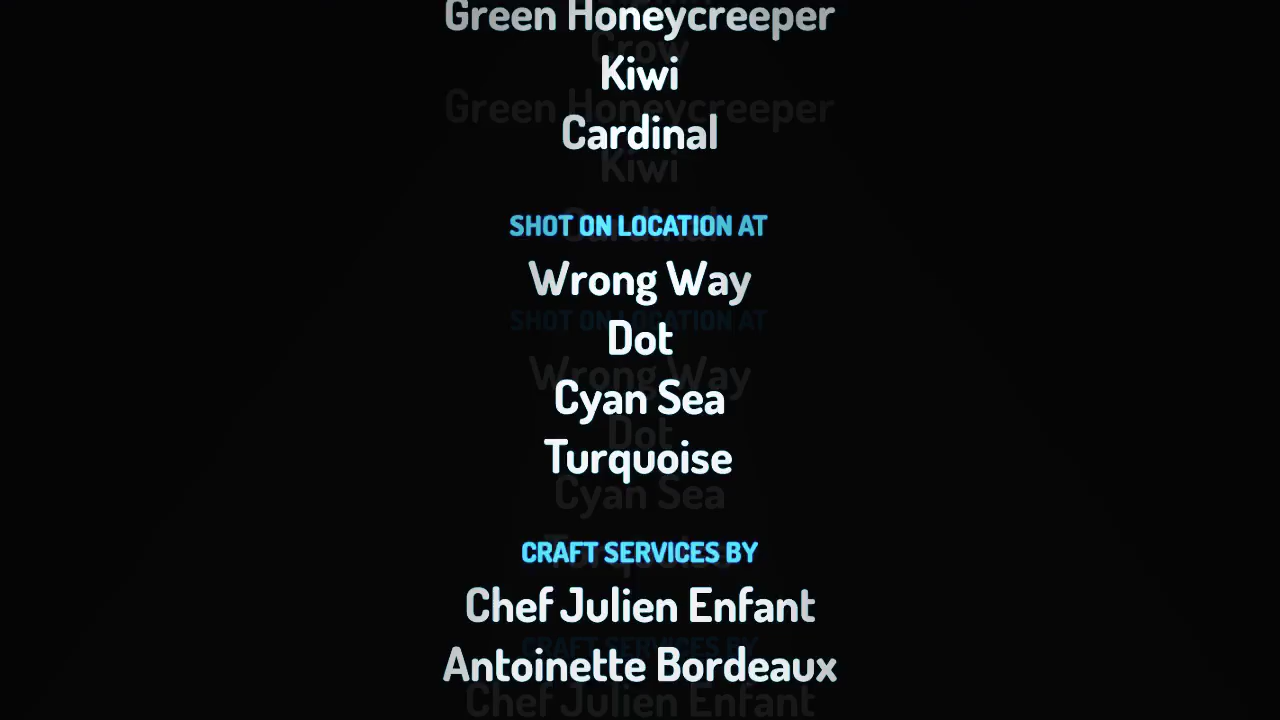 Green Honeycreeper
Kiwi
Cardinal
SHOT ON LOCATION AT
Wrong Way
Dot
Cyan Sea
Turquoise
CRAFT SERVICES BY
Chef Julien Enfant
Antoinette Bordeaux